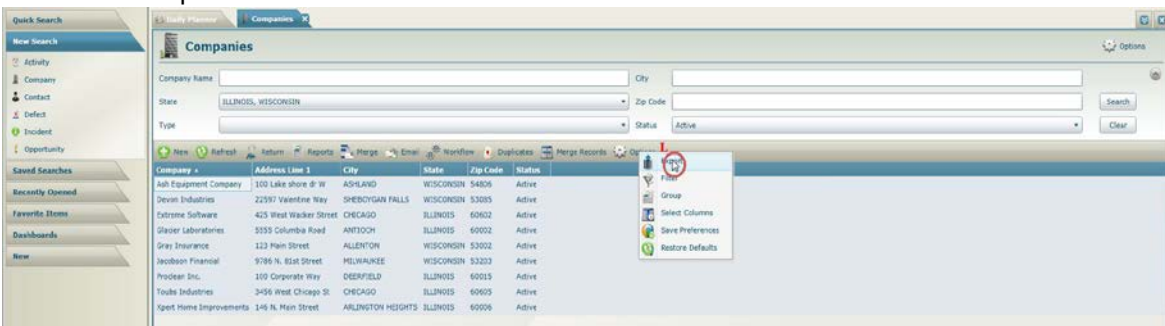 Quick Search
Daily Planner
Companies X
New Search
Companies
Options
Activity
Company
Contact
Defect
Incident
Opportunity
Company Name
City
State
ILLINOIS, WISCONSIN
Zip Code
Search
Type
Status
Active
Clear
New Refresh Return Reports Merge Email Workflow Duplicates Merge Records
Saved Searches
Recently Opened
Favorite Items
Dashboards
New
Company Address Line 1 City State Zip Code Status
Ash Equipment Company 100 Lake shore dr W ASHLAND WISCONSIN 54806 Active
Devon Industries 22597 Valentine Way SHEBOYGAN FALLS WISCONSIN 53085 Active
Extreme Software 425 West Wacker Street CHICAGO ILLINOIS 60602 Active
Glacier Laboratories 5555 Columbia Road ANTIOCH ILLINOIS 60002 Active
Gray Insurance 123 Main Street ALLENTON WISCONSIN 53002 Active
Jacobson Financial 9786 N. 81st Street MILWAUKEE WISCONSIN 53203 Active
Proclean Inc. 100 Corporate Way DEERFIELD ILLINOIS 60015 Active
Toubs Industries 3456 West Chicago St CHICAGO ILLINOIS 60605 Active
Xpert Home Improvements 146 N. Main Street ARLINGTON HEIGHTS ILLINOIS 60006 Active
Export
Filter
Group
Select Columns
Save Preferences
Restore Defaults